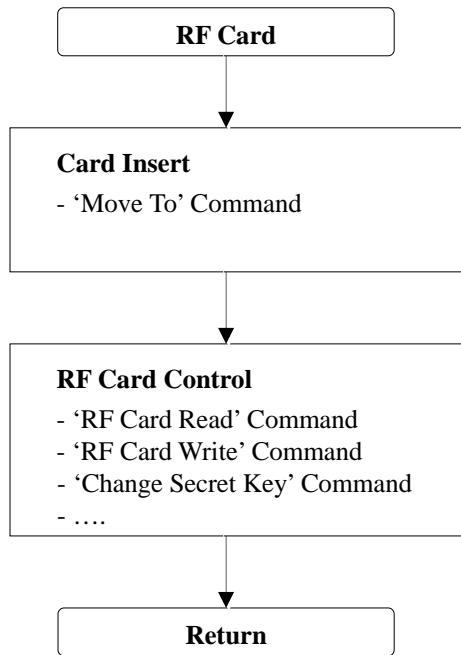 RF Card
Card Insert
- ‘Move To’ Command
RF Card Control
- ‘RF Card Read’ Command
- ‘RF Card Write’ Command
- ‘Change Secret Key’ Command
- ….
Return